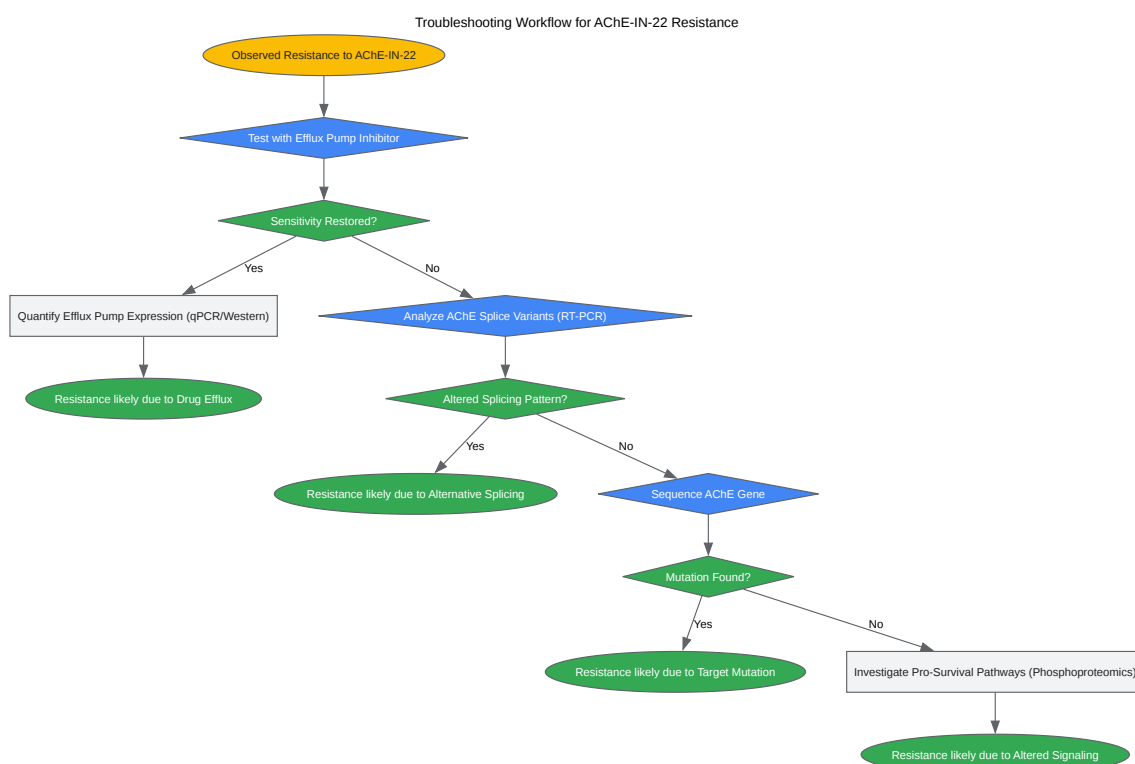 Troubleshooting Workflow for AChE-IN-22 Resistance
Observed Resistance to AChE-IN-22
Test with Efflux Pump Inhibitor
Sensitivity Restored?
Yes
No
Quantify Efflux Pump Expression (qPCR/Western)
Analyze AChE Splice Variants (RT-PCR)
Resistance likely due to Drug Efflux
Altered Splicing Pattern?
Yes
No
Resistance likely due to Alternative Splicing
Sequence AChE Gene
Mutation Found?
Yes
No
Resistance likely due to Target Mutation
Investigate Pro-Survival Pathways (Phosphoproteomics)
Resistance likely due to Altered Signaling